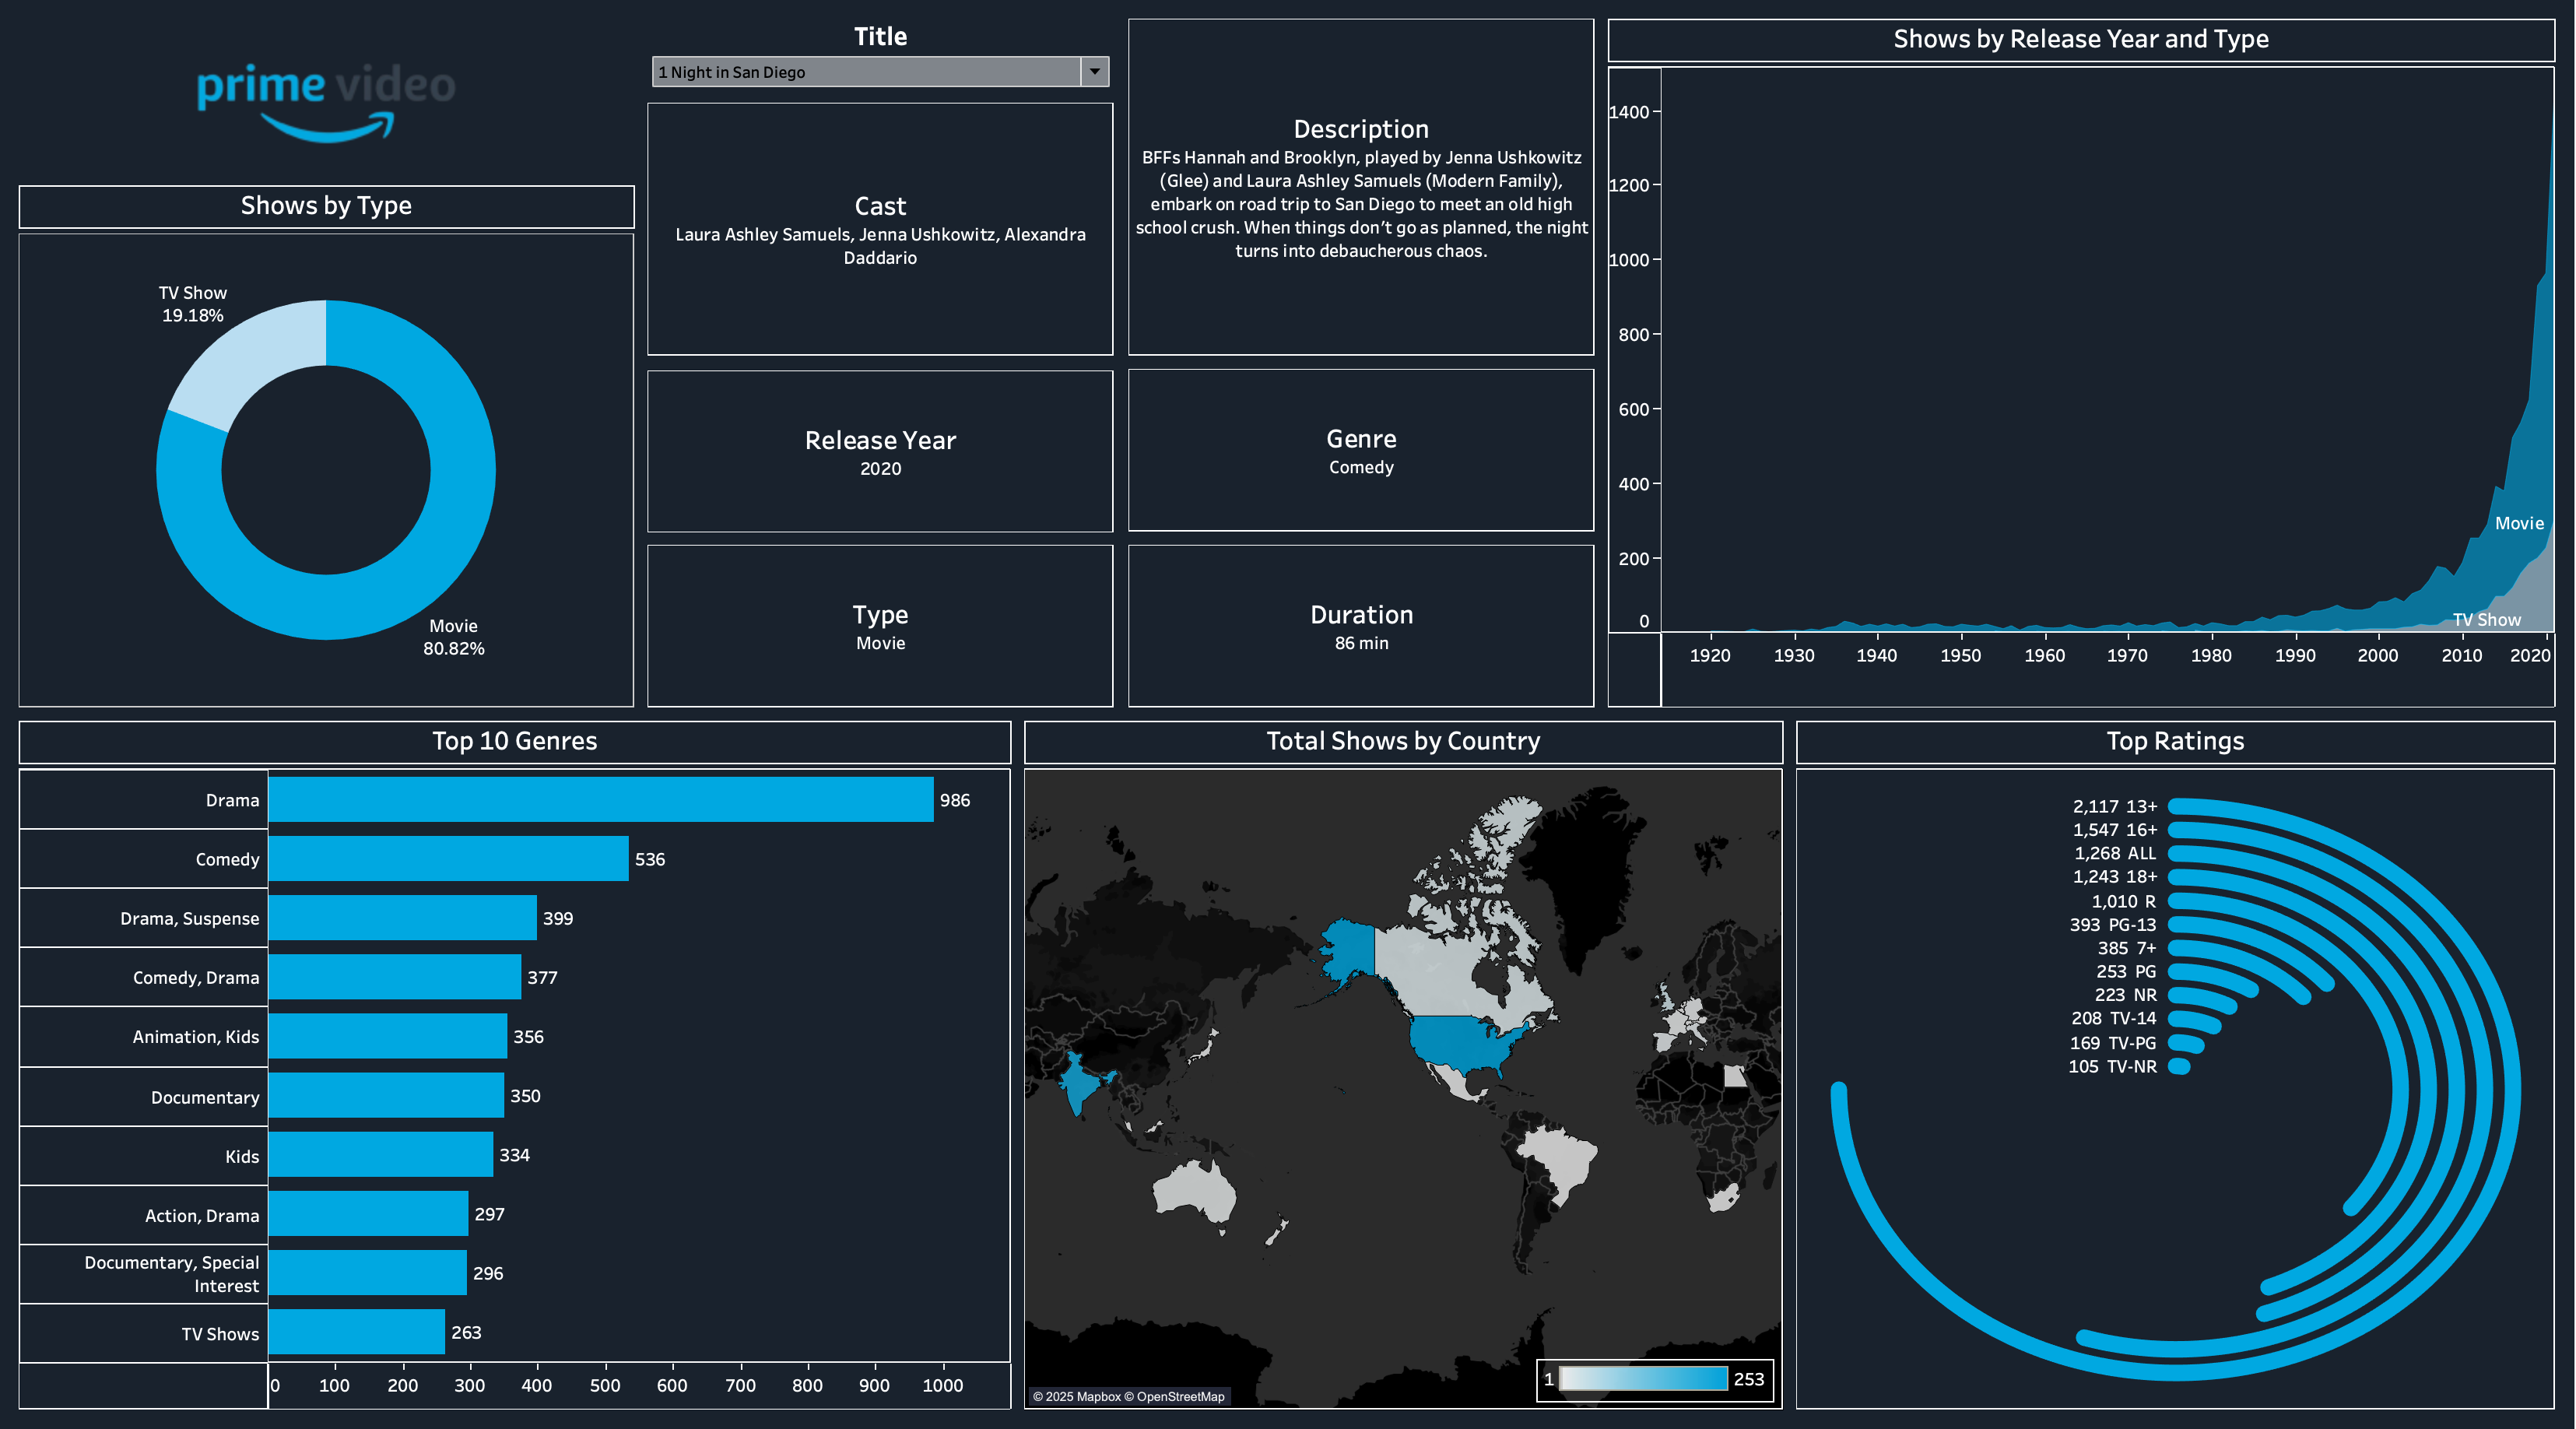 prime video
Title
1 Night in San Diego
Shows by Type
TV Show
19.18%
Movie
80.82%
Cast
Laura Ashley Samuels, Jenna Ushkowitz, Alexandra
Daddario
Description
BFFs Hannah and Brooklyn, played by Jenna Ushkowitz
(Glee) and Laura Ashley Samuels (Modern Family),
embark on road trip to San Diego to meet an old high
school crush. When things don’t go as planned, the night
turns into debaucherous chaos.
Release Year
2020
Genre
Comedy
Type
Movie
Duration
86 min
Shows by Release Year and Type
1400
1200
1000
800
600
400
200
0
Movie
TV Show
1920 1930 1940 1950 1960 1970 1980 1990 2000 2010 2020
Top 10 Genres
Drama 986
Comedy 536
Drama, Suspense 399
Comedy, Drama 377
Animation, Kids 356
Documentary 350
Kids 334
Action, Drama 297
Documentary, Special
Interest 296
TV Shows 263
0 100 200 300 400 500 600 700 800 900 1000
Total Shows by Country
1 253
© 2025 Mapbox © OpenStreetMap
Top Ratings
2,117 13+
1,547 16+
1,268 ALL
1,243 18+
1,010 R
393 PG-13
385 7+
253 PG
223 NR
208 TV-14
169 TV-PG
105 TV-NR